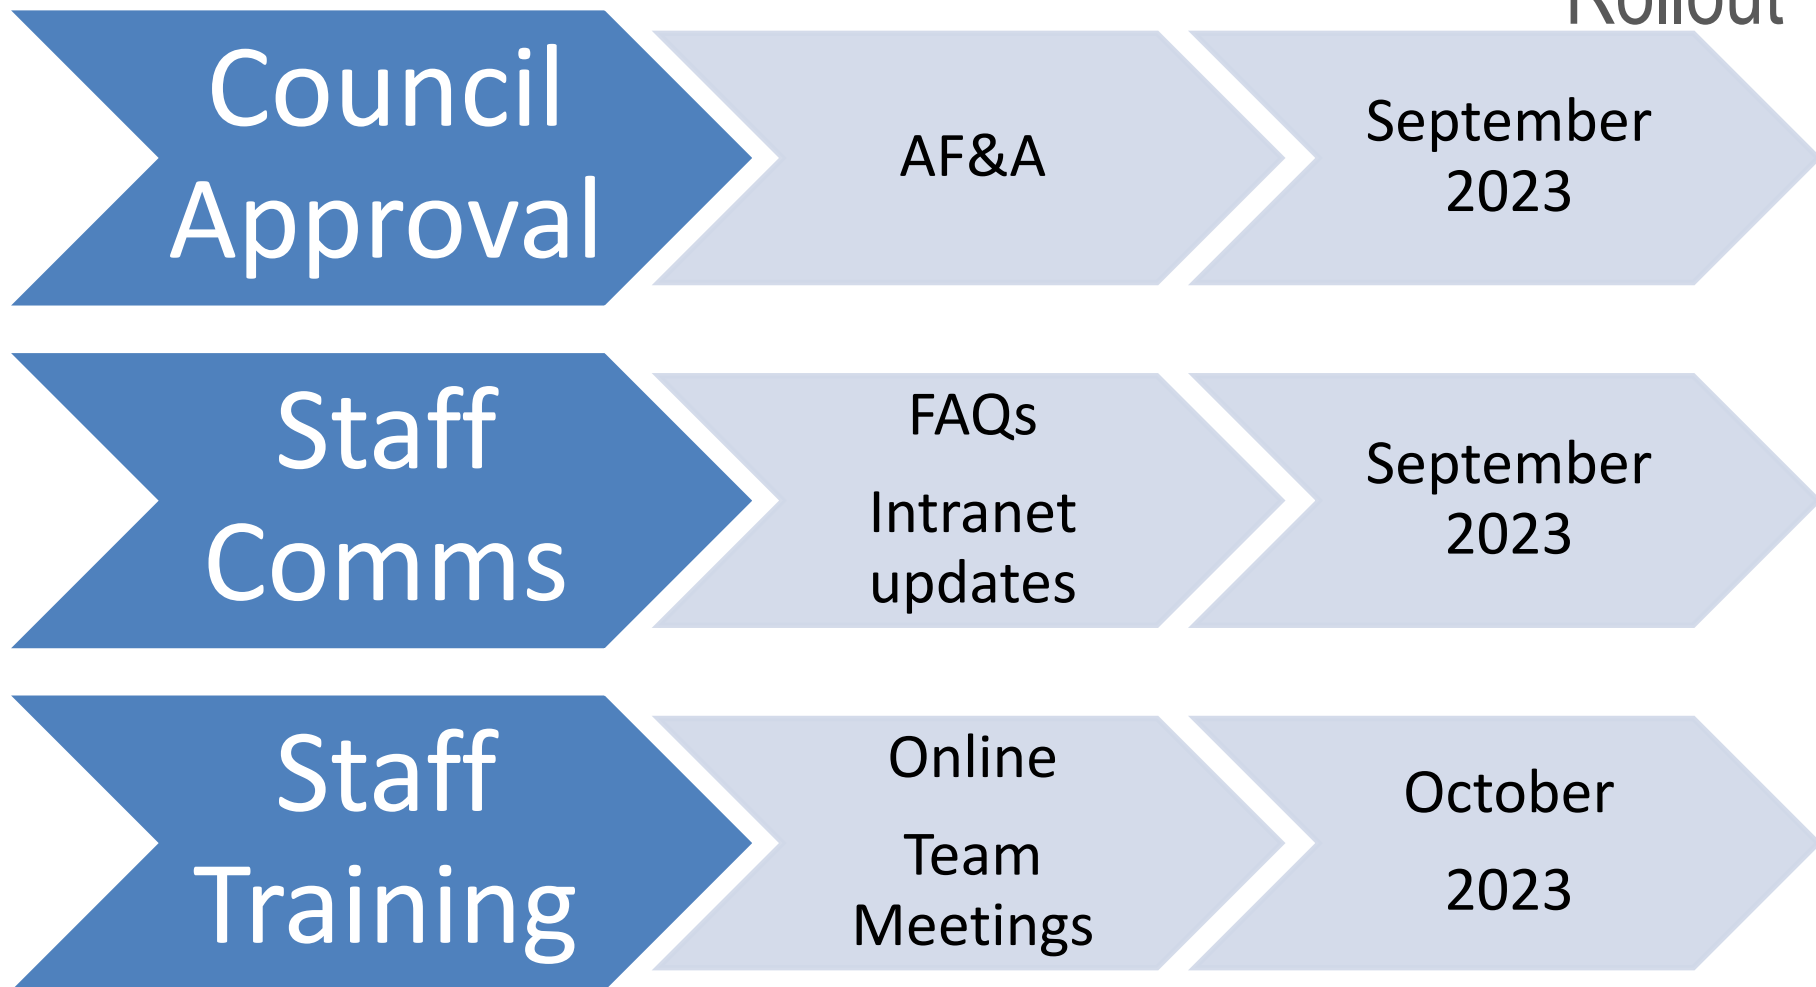 Rollout
Council
Approval
AF&A
September
2023
Staff
Comms
FAQs
Intranet
updates
September
2023
Staff
Training
Online
Team
Meetings
October
2023